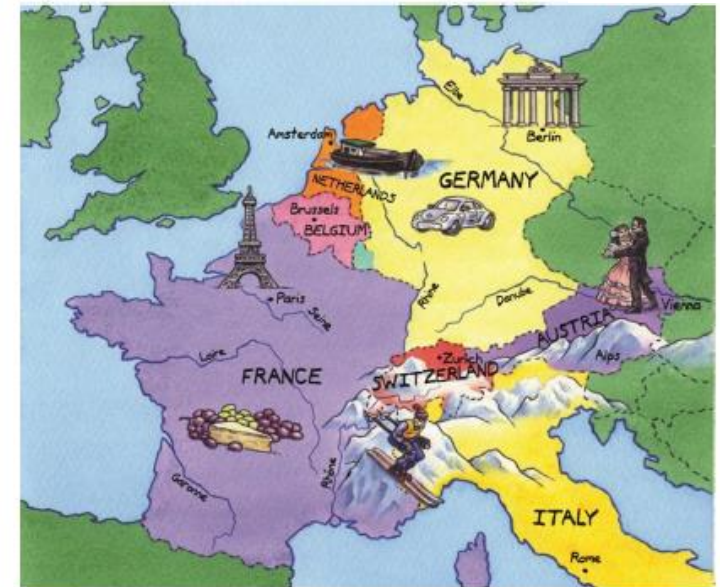 Elbe
Berlin
Amsterdam
NETHERLANDS
GERMANY
Brussels
BELGIUM
Paris
Seine
Rhine
Danube
Vienna
AUSTRIA
Alps
Loire
Zurich
SWITZERLAND
FRANCE
Garonne
Rhône
ITALY
Rome